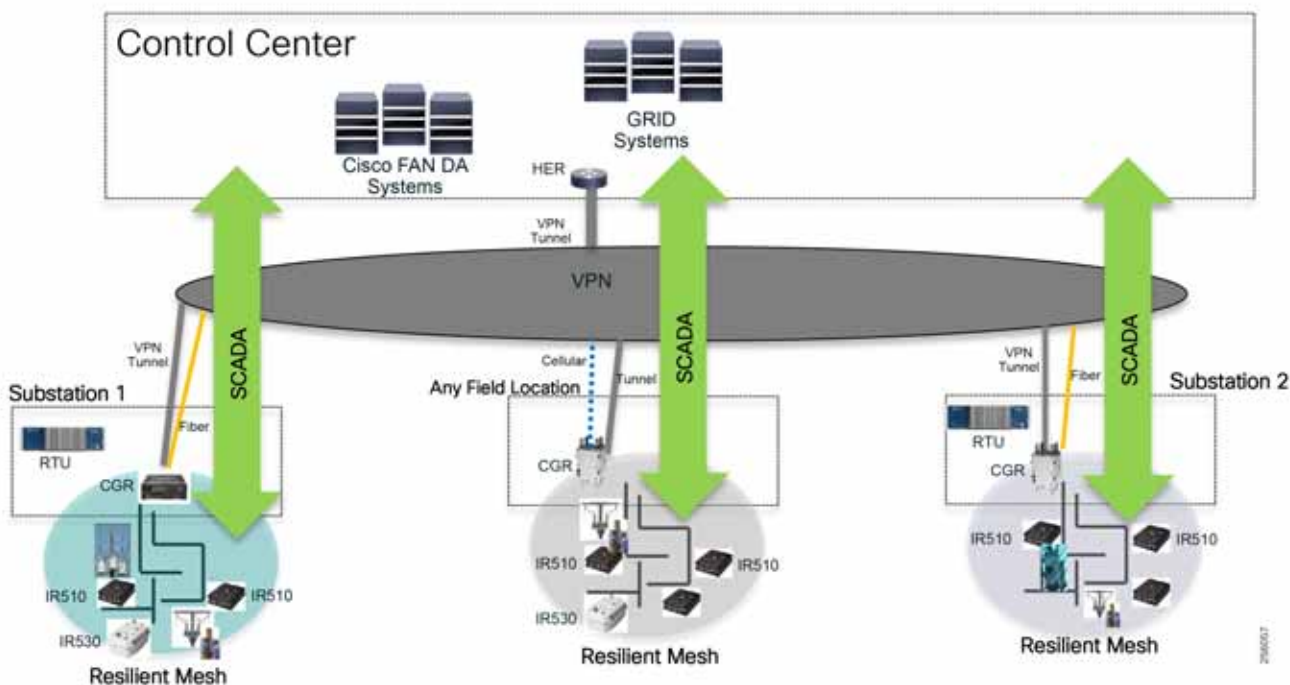 Control Center
GRID
Systems
Cisco FAN DA
Systems
HER
VPN
Tunnel
VPN
SCADA
SCADA
SCADA
VPN
Tunnel
Fiber
Substation 1
RTU
CGR
Cellular
Tunnel
Any Field Location
CGR
VPN
Tunnel
Fiber
Substation 2
RTU
CGR
IR510
IR510
IR530
Resilient Mesh
IR510
IR510
IR530
Resilient Mesh
IR510
IR510
Resilient Mesh
256057